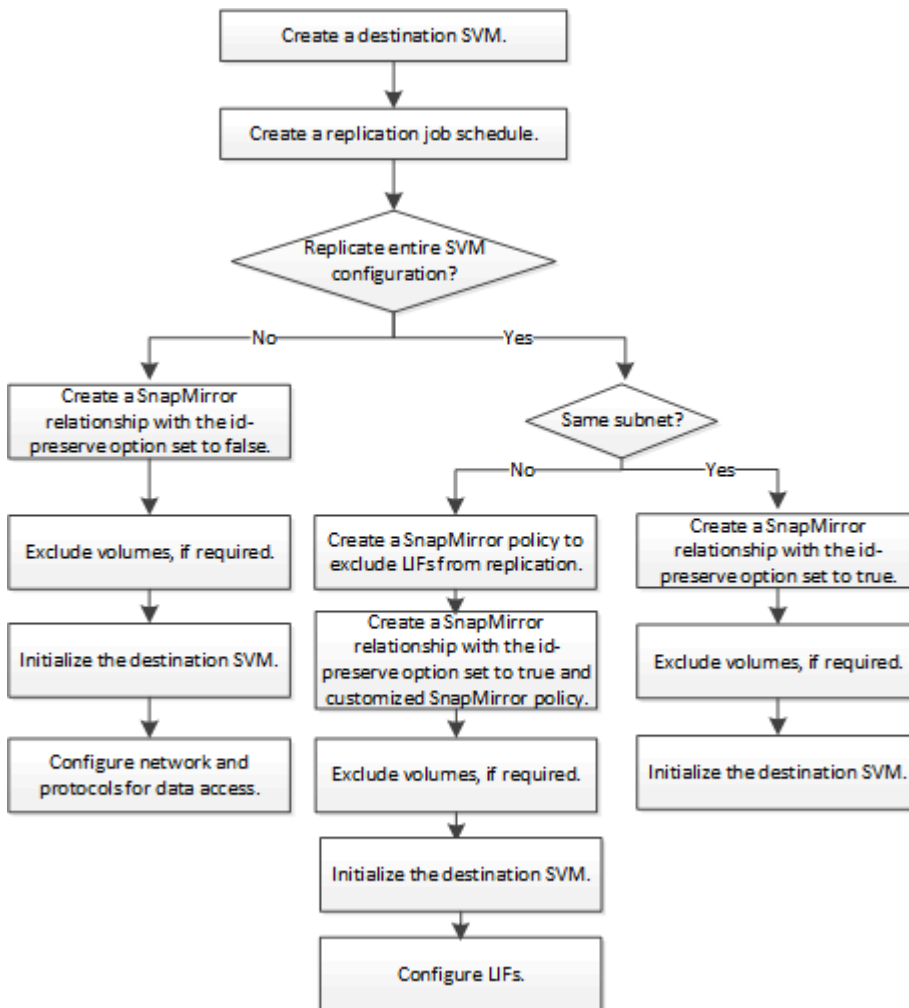 Create a destination SVM.
Create a replication job schedule.
Replicate entire SVM
configuration?
No
Yes
Create a SnapMirror
relationship with the id-
preserve option set to false.
Exclude volumes, if required.
Initialize the destination SVM.
Configure network and
protocols for data access.
Same subnet?
No
Yes
Create a SnapMirror policy to
exclude LIFs from replication.
Create a SnapMirror
relationship with the id-
preserve option set to true and
customized SnapMirror policy.
Exclude volumes, if required.
Initialize the destination SVM.
Configure LIFs.
Create a SnapMirror
relationship with the id-
preserve option set to true.
Exclude volumes, if required.
Initialize the destination SVM.